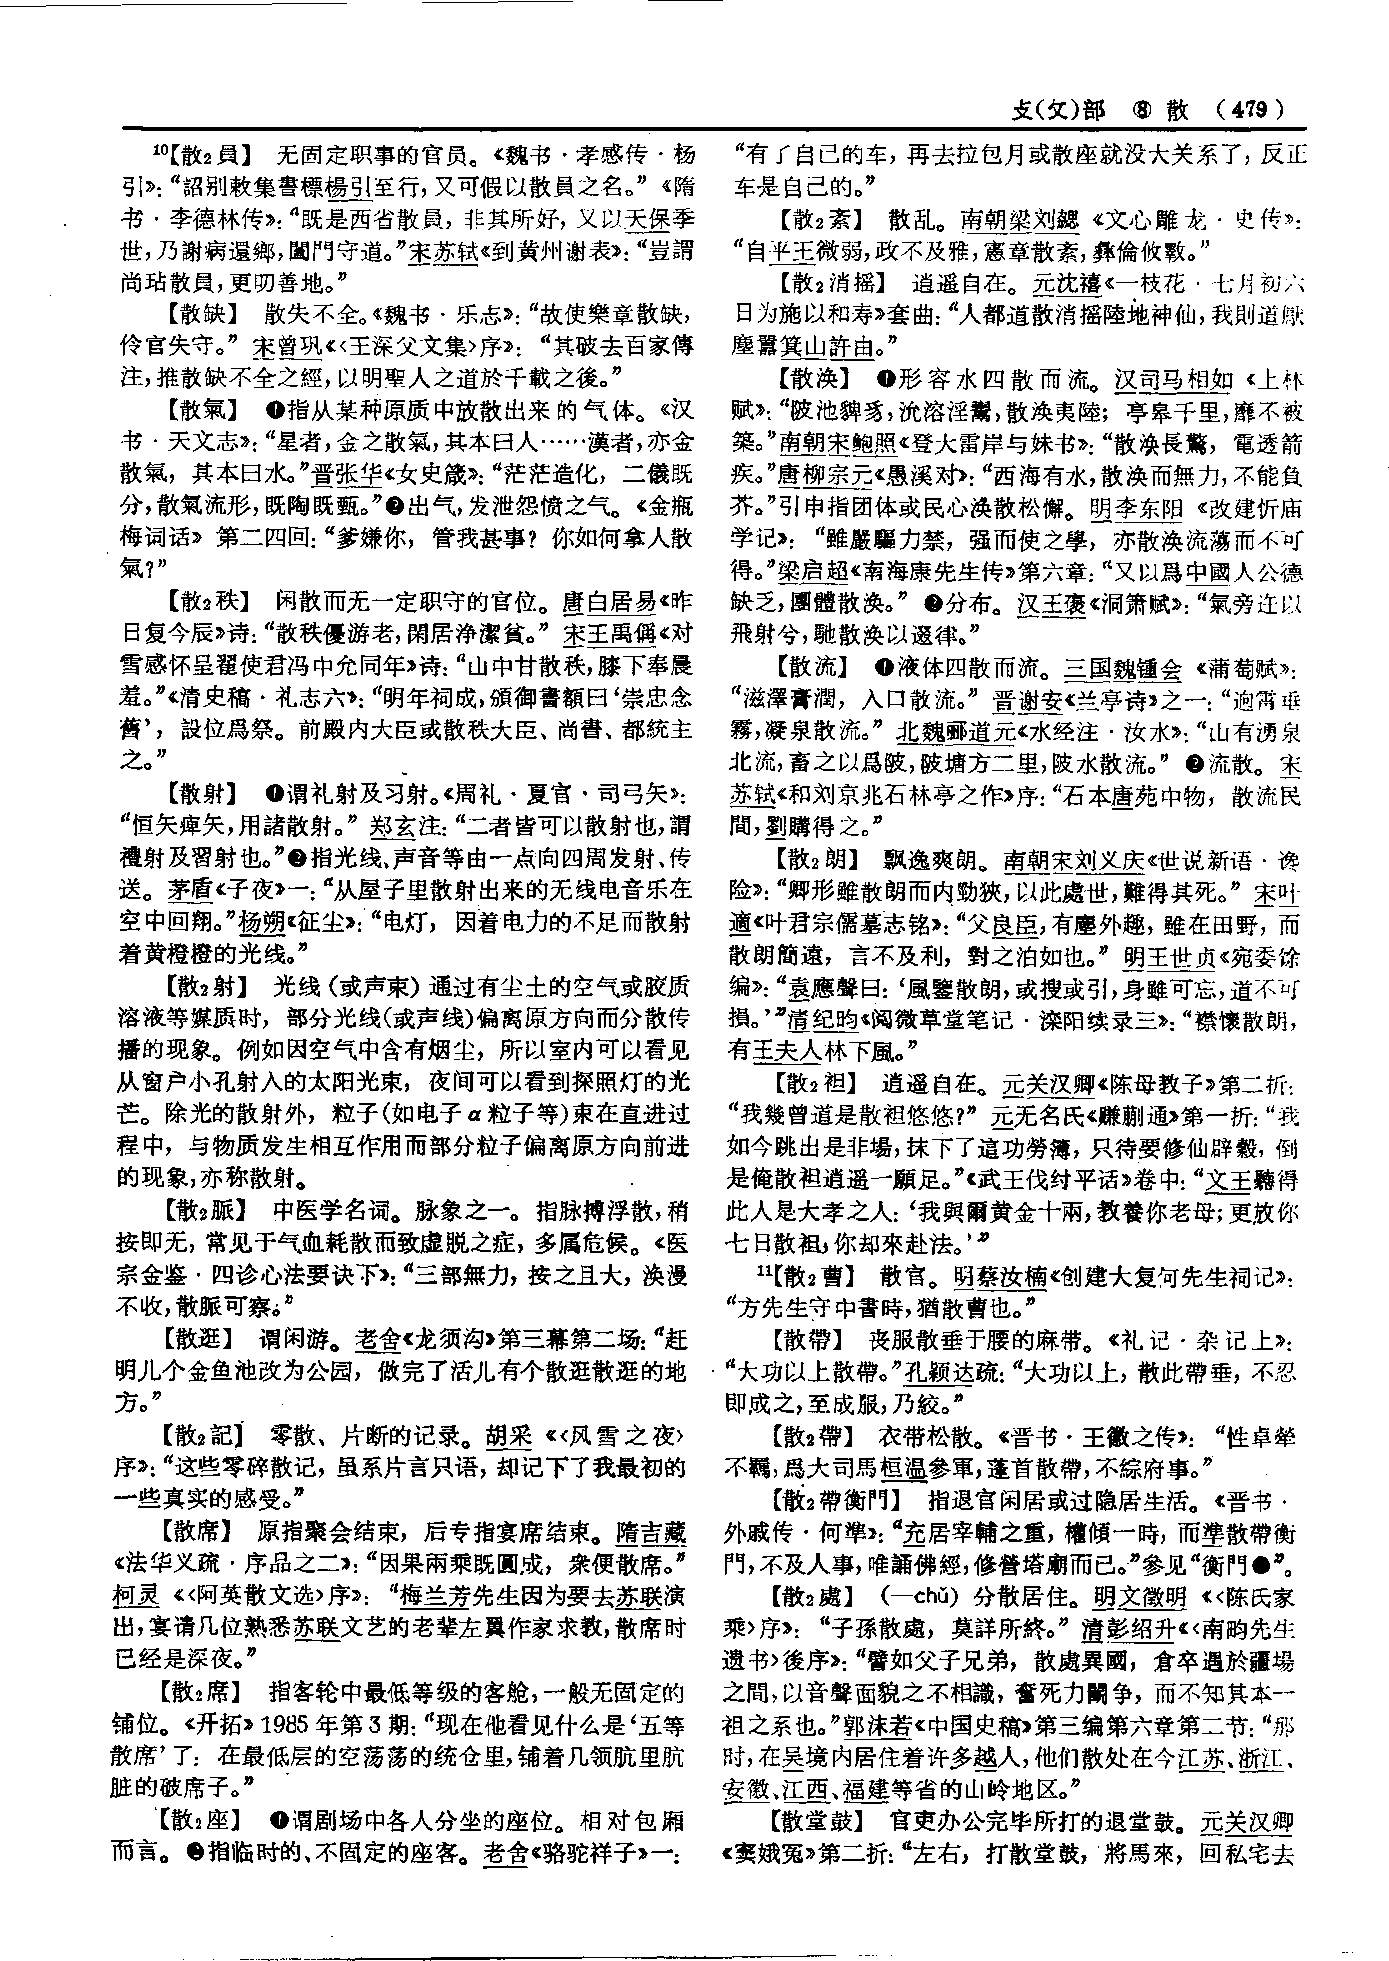 攴(攵)部 ⑧ 散 (479)
¹⁰【散₂員】 无固定职事的官员。《魏书·孝感传·杨
引》：“詔别敕集書標楊引至行，又可假以散員之名。”《隋
书·李德林传》：“既是西省散員，非其所好，又以天保季
世，乃謝病還鄉，闔門守道。”宋苏轼《到黄州谢表》：“豈謂
尚玷散員，更叨善地。”
【散缺】 散失不全。《魏书·乐志》：“故使樂章散缺，
伶官失守。”宋曾巩《〈王深父文集〉序》：“其破去百家傳
注，推散缺不全之經，以明聖人之道於千載之後。”
【散氣】 ❶指从某种原质中放散出来的气体。《汉
书·天文志》：“星者，金之散氣，其本曰人……漢者，亦金
散氣，其本曰水。”晋张华《女史箴》：“茫茫造化，二儀既
分，散氣流形，既陶既甄。”❷出气，发泄怨愤之气。《金瓶
梅词话》第二四回：“爹嫌你，管我甚事？你如何拿人散
氣？”
【散₂秩】 闲散而无一定职守的官位。唐白居易《昨
日复今辰》诗：“散秩優游老，閑居浄潔貧。”宋王禹偁《对
雪感怀呈翟使君冯中允同年》诗：“山中甘散秩，膝下奉晨
羞。”《清史稿·礼志六》：“明年祠成，頒御書額曰‘崇忠念
舊’，設位爲祭。前殿内大臣或散秩大臣、尚書、都統主
之。”
【散射】 ❶谓礼射及习射。《周礼·夏官·司弓矢》：
“恒矢痺矢，用諸散射。”郑玄注：“二者皆可以散射也，謂
禮射及習射也。”❷指光线、声音等由一点向四周发射、传
送。茅盾《子夜》一：“从屋子里散射出来的无线电音乐在
空中回翔。”杨朔《征尘》：“电灯，因着电力的不足而散射
着黄橙橙的光线。”
【散₂射】 光线（或声束）通过有尘土的空气或胶质
溶液等媒质时，部分光线(或声线)偏离原方向而分散传
播的现象。例如因空气中含有烟尘，所以室内可以看见
从窗户小孔射入的太阳光束，夜间可以看到探照灯的光
芒。除光的散射外，粒子(如电子α粒子等)束在直进过
程中，与物质发生相互作用而部分粒子偏离原方向前进
的现象，亦称散射。
【散₂脈】 中医学名词。脉象之一。指脉搏浮散，稍
按即无，常见于气血耗散而致虚脱之症，多属危候。《医
宗金鉴·四诊心法要诀下》：“三部無力，按之且大，涣漫
不收，散脈可察。”
【散逛】 谓闲游。老舍《龙须沟》第三幕第二场：“赶
明儿个金鱼池改为公园，做完了活儿有个散逛散逛的地
方。”
【散₂記】 零散、片断的记录。胡采《〈风雪之夜〉
序》：“这些零碎散记，虽系片言只语，却记下了我最初的
一些真实的感受。”
【散席】 原指聚会结束，后专指宴席结束。隋吉藏
《法华义疏·序品之二》：“因果兩乘既圓成，衆便散席。”
柯灵《〈阿英散文选〉序》：“梅兰芳先生因为要去苏联演
出，宴请几位熟悉苏联文艺的老辈左翼作家求教，散席时
已经是深夜。”
【散₂席】 指客轮中最低等级的客舱，一般无固定的
铺位。《开拓》1985年第3期：“现在他看见什么是‘五等
散席’了：在最低层的空荡荡的统仓里，铺着几领肮里肮
脏的破席子。”
【散₂座】 ❶谓剧场中各人分坐的座位。相对包厢
而言。❷指临时的、不固定的座客。老舍《骆驼祥子》一：
“有了自己的车，再去拉包月或散座就没大关系了，反正
车是自己的。”
【散₂紊】 散乱。南朝梁刘勰《文心雕龙·史传》：
“自平王微弱，政不及雅，憲章散紊，彝倫攸斁。”
【散₂消摇】 逍遥自在。元沈禧《一枝花·七月初六
日为施以和寿》套曲：“人都道散消摇陸地神仙，我則道厭
塵囂箕山許由。”
【散涣】 ❶形容水四散而流。汉司马相如《上林
赋》：“陂池貏豸，沇溶淫鬻，散涣夷陸；亭皋千里，靡不被
築。”南朝宋鲍照《登大雷岸与妹书》：“散涣長驚，電透箭
疾。”唐柳宗元《愚溪对》：“西海有水，散涣而無力，不能負
芥。”引申指团体或民心涣散松懈。明李东阳《改建忻庙
学记》：“雖嚴驅力禁，强而使之學，亦散涣流蕩而不可
得。”梁启超《南海康先生传》第六章：“又以爲中國人公德
缺乏，團體散涣。”❷分布。汉王褒《洞箫赋》：“氣旁迕以
飛射兮，馳散涣以逫律。”
【散流】 ❶液体四散而流。三国魏锺会《蒲萄赋》：
“滋澤膏潤，入口散流。”晋谢安《兰亭诗》之一：“迥霄垂
霧，凝泉散流。”北魏郦道元《水经注·汝水》：“山有湧泉
北流，畜之以爲陂，陂塘方二里，陂水散流。”❷流散。宋
苏轼《和刘京兆石林亭之作》序：“石本唐苑中物，散流民
間，劉購得之。”
【散₂朗】 飘逸爽朗。南朝宋刘义庆《世说新语·谗
险》：“卿形雖散朗而内勁狹，以此處世，難得其死。”宋叶
適《叶君宗儒墓志铭》：“父良臣，有塵外趣，雖在田野，而
散朗簡遠，言不及利，對之泊如也。”明王世贞《宛委馀
编》：“袁應聲曰：‘風鑒散朗，或搜或引，身雖可忘，道不可
損。’”清纪昀《阅微草堂笔记·滦阳续录三》：“襟懷散朗，
有王夫人林下風。”
【散₂袒】 逍遥自在。元关汉卿《陈母教子》第二折：
“我幾曾道是散袒悠悠？”元无名氏《賺蒯通》第一折：“我
如今跳出是非場，抹下了這功勞簿，只待要修仙辟穀，倒
是俺散袒逍遥一願足。”《武王伐纣平话》卷中：“文王聽得
此人是大孝之人：‘我與爾黄金十兩，教養你老母；更放你
七日散袒，你却來赴法。’”
¹¹【散₂曹】 散官。明蔡汝楠《创建大复何先生祠记》：
“方先生守中書時，猶散曹也。”
【散帶】 丧服散垂于腰的麻带。《礼记·杂记上》：
“大功以上散帶。”孔颖达疏：“大功以上，散此帶垂，不忍
即成之，至成服，乃絞。”
【散₂帶】 衣带松散。《晋书·王徽之传》：“性卓犖
不羈，爲大司馬桓温參軍，蓬首散帶，不綜府事。”
【散₂帶衡門】 指退官闲居或过隐居生活。《晋书·
外戚传·何準》：“充居宰輔之重，權傾一時，而準散帶衡
門，不及人事，唯誦佛經，修營塔廟而已。”參见“衡門●”。
【散₂處】 （—chǔ）分散居住。明文徵明《〈陈氏家
乘〉序》：“子孫散處，莫詳所終。”清彭绍升《〈南畇先生
遗书〉後序》：“譬如父子兄弟，散處異國，倉卒遇於疆場
之間，以音聲面貌之不相識，奮死力鬭争，而不知其本一
祖之系也。”郭沫若《中国史稿》第三编第六章第二节：“那
时，在吴境内居住着许多越人，他们散处在今江苏、浙江、
安徽、江西、福建等省的山岭地区。”
【散堂鼓】 官吏办公完毕所打的退堂鼓。元关汉卿
《窦娥冤》第二折：“左右，打散堂鼓，將馬來，回私宅去